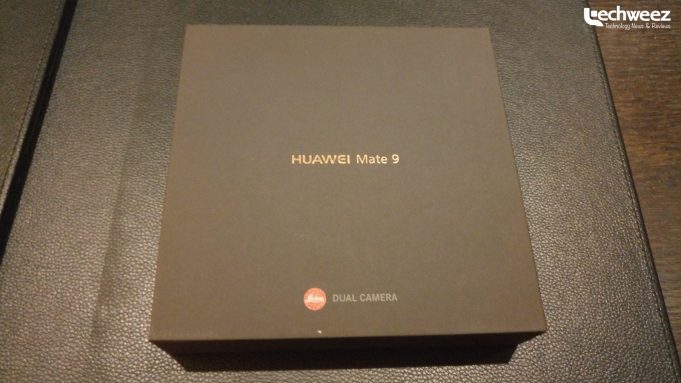 techweez
Technology News & Reviews
HUAWEI Mate 9
Leica
DUAL CAMERA